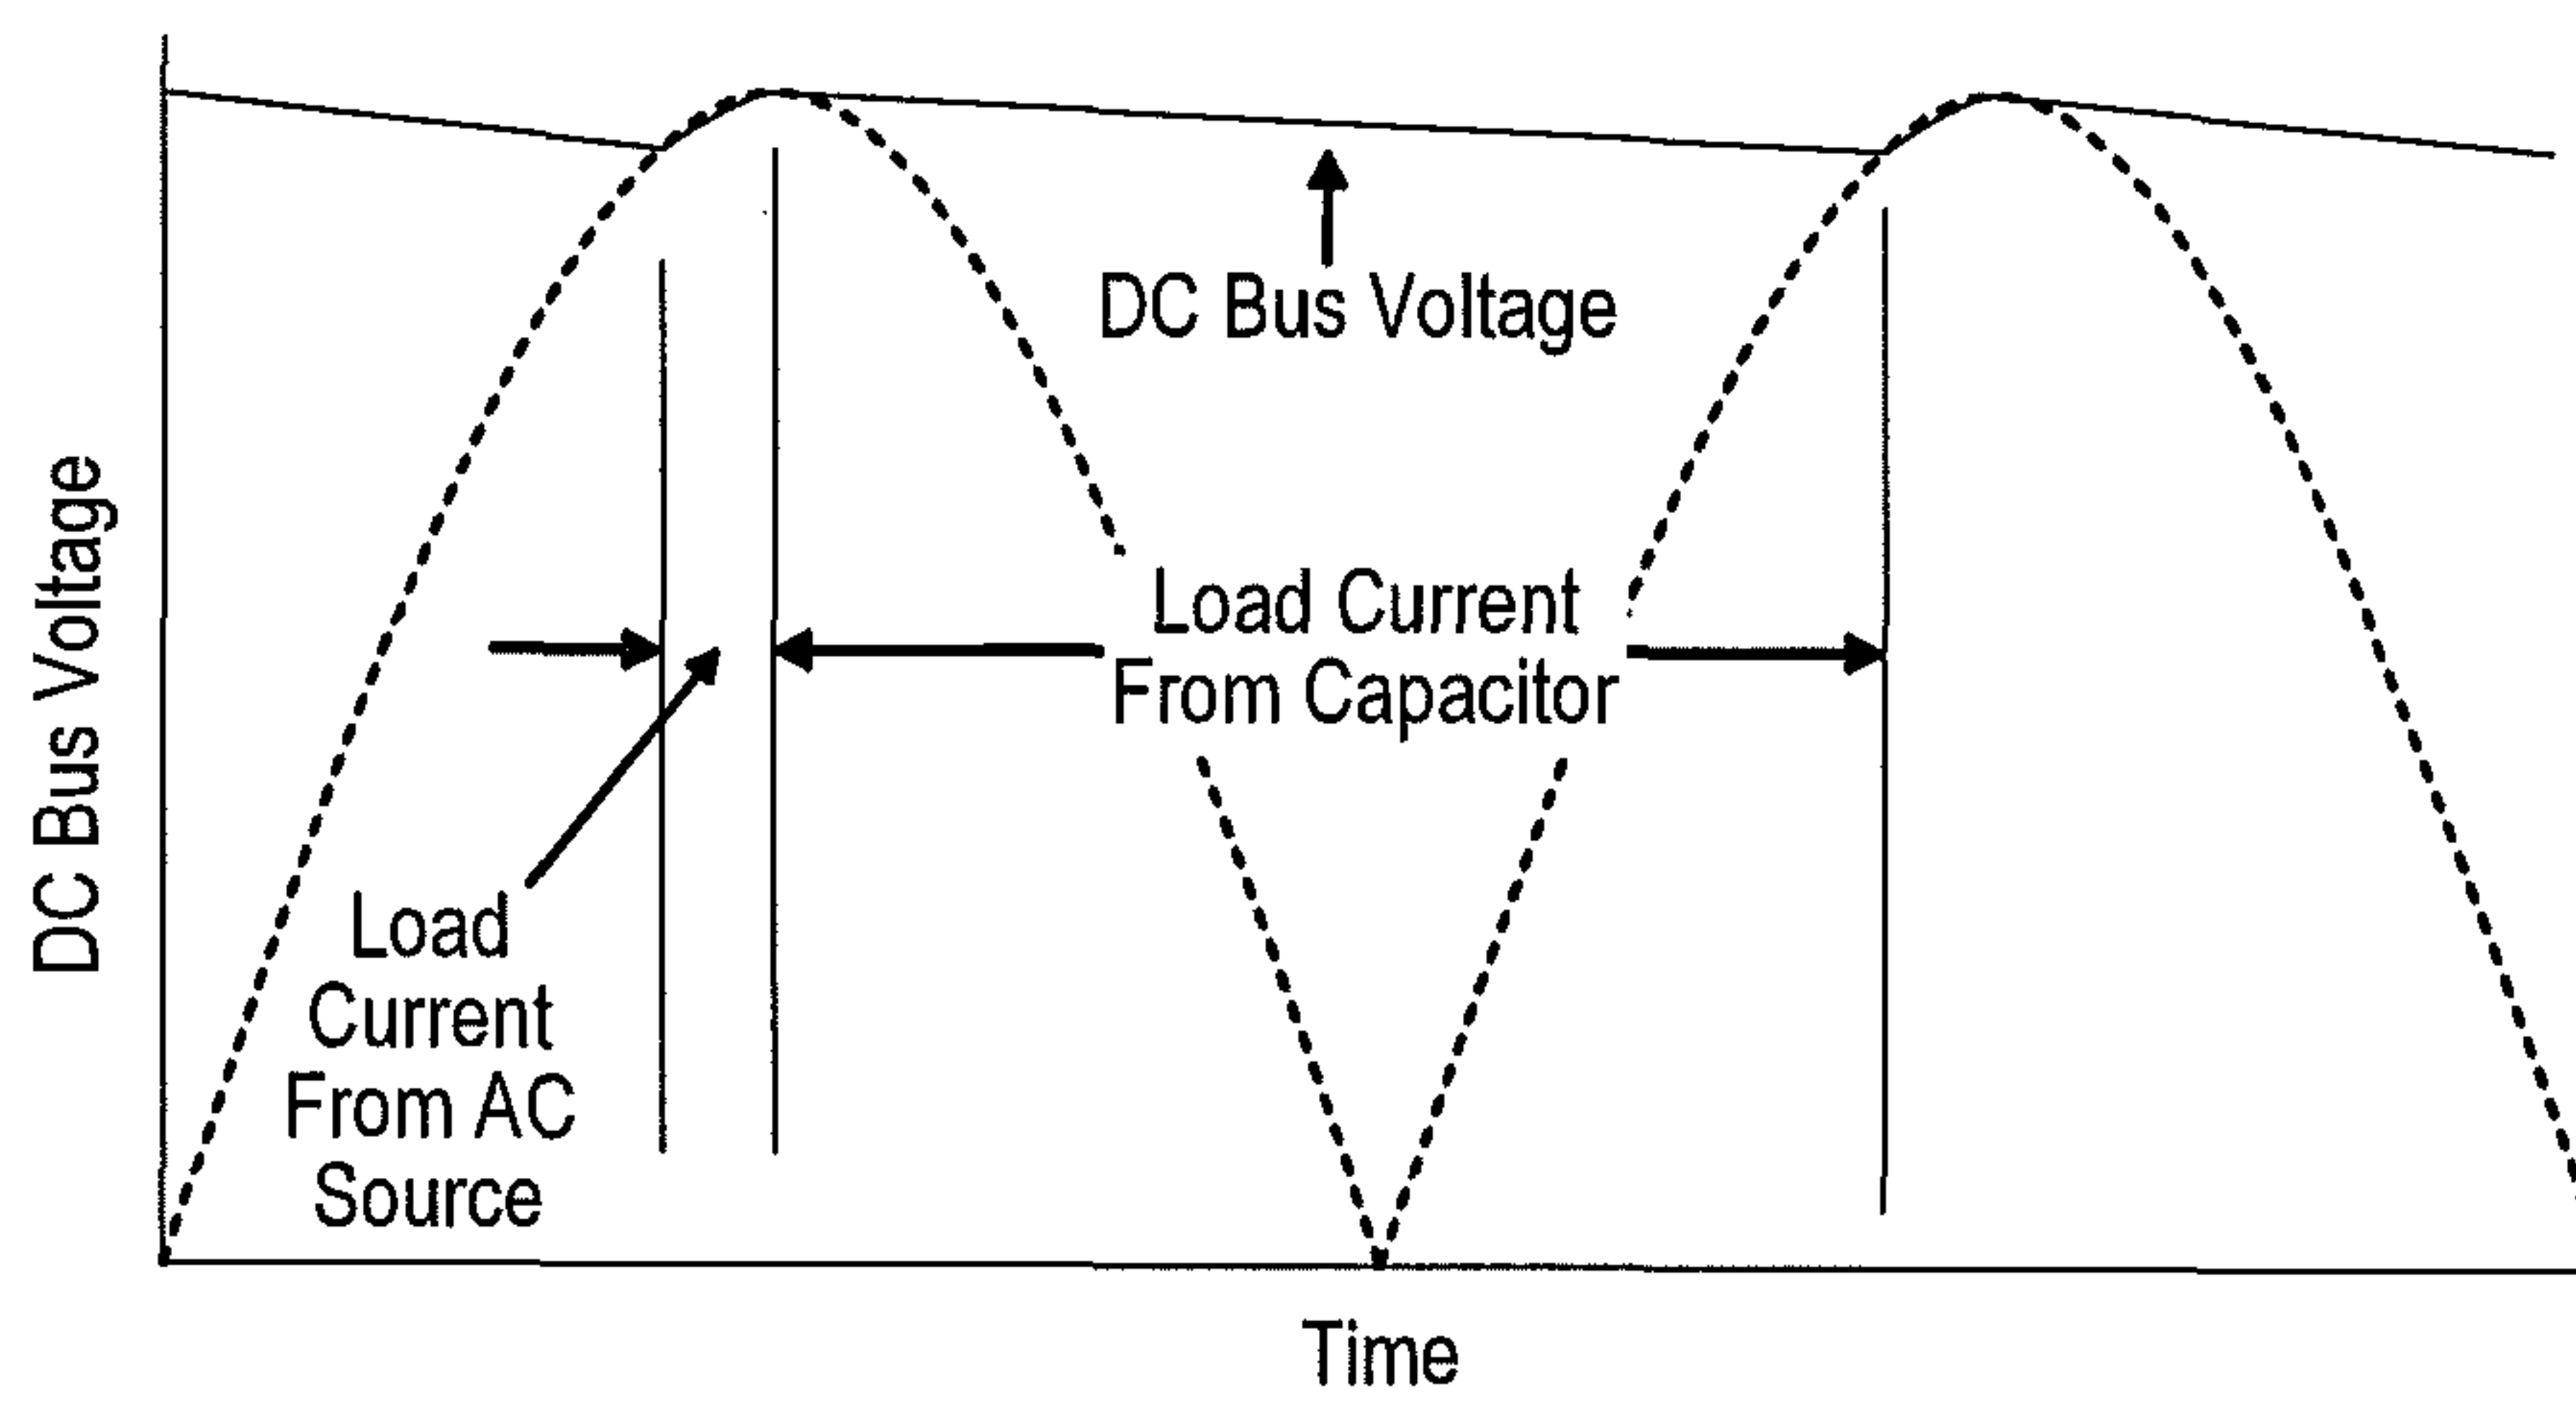 DC Bus Voltage
DC Bus Voltage
Load Current
From Capacitor
Load
Current
From AC
Source
Time